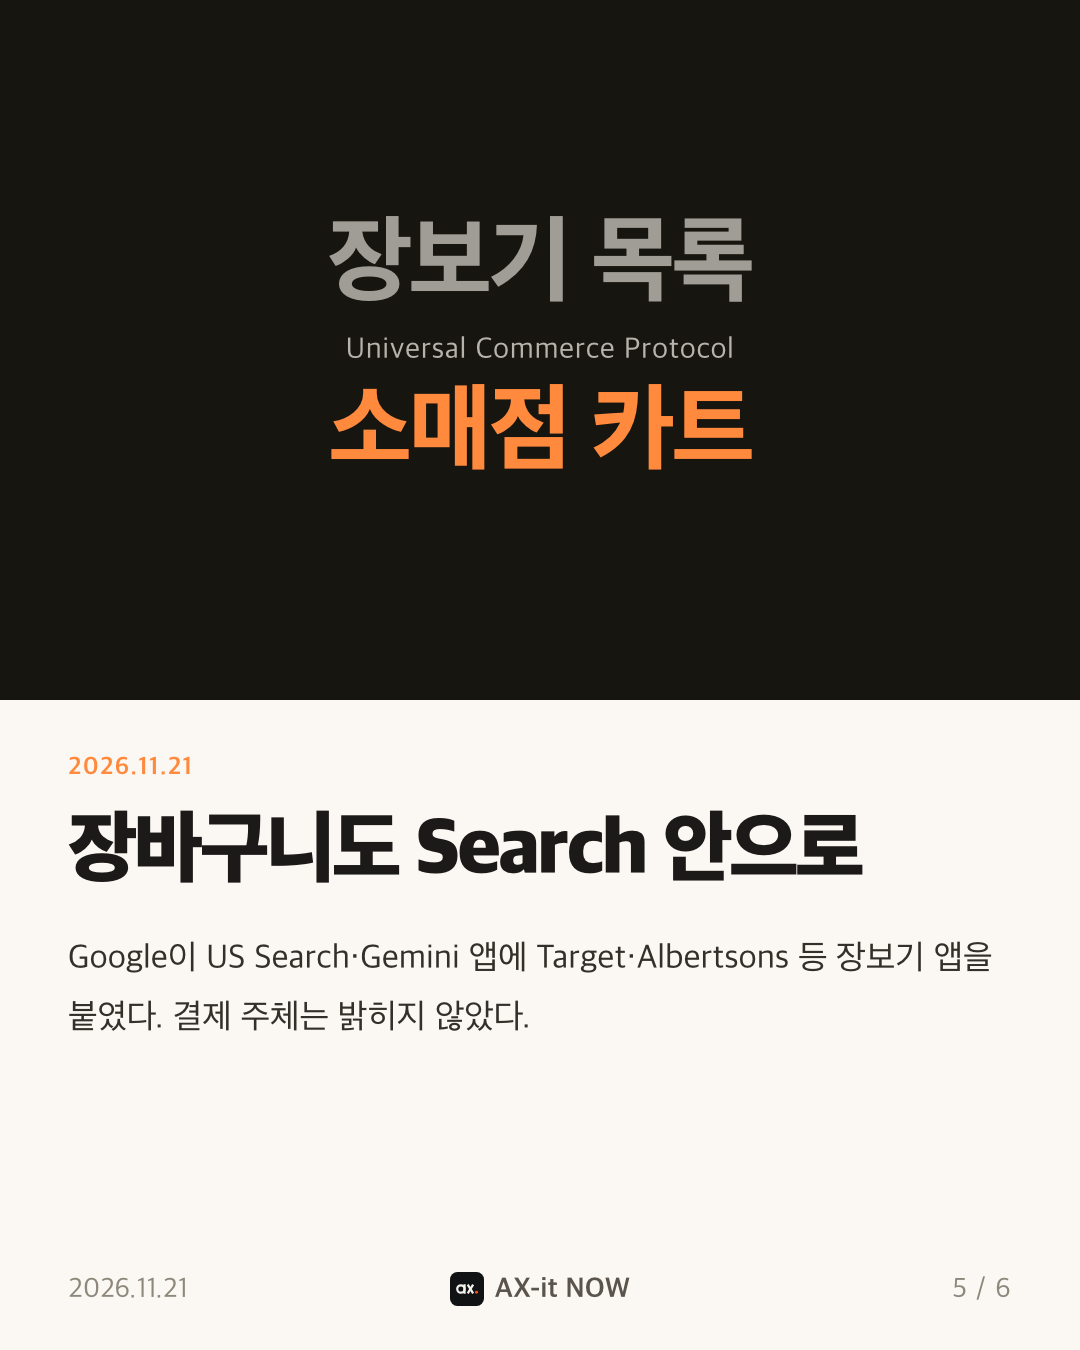 장보기 목록
Universal Commerce Protocol
소매점 카트
2026.11.21
장바구니도 Search 안으로
Google이 US Search·Gemini 앱에 Target·Albertsons 등 장보기 앱을
붙였다. 결제 주체는 밝히지 않았다.
2026.11.21
ax. AX-it NOW
5 / 6